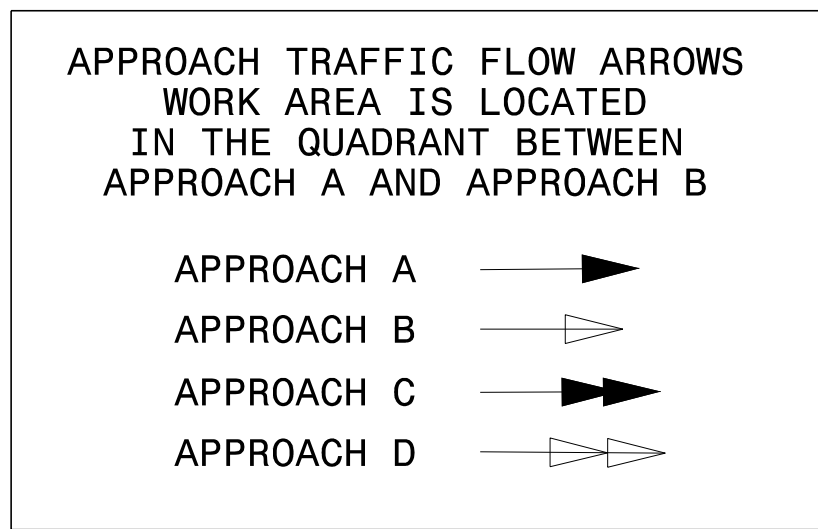 APPROACH TRAFFIC FLOW ARROWS
WORK AREA IS LOCATED
IN THE QUADRANT BETWEEN
APPROACH A AND APPROACH B
APPROACH A
APPROACH B
APPROACH C
APPROACH D